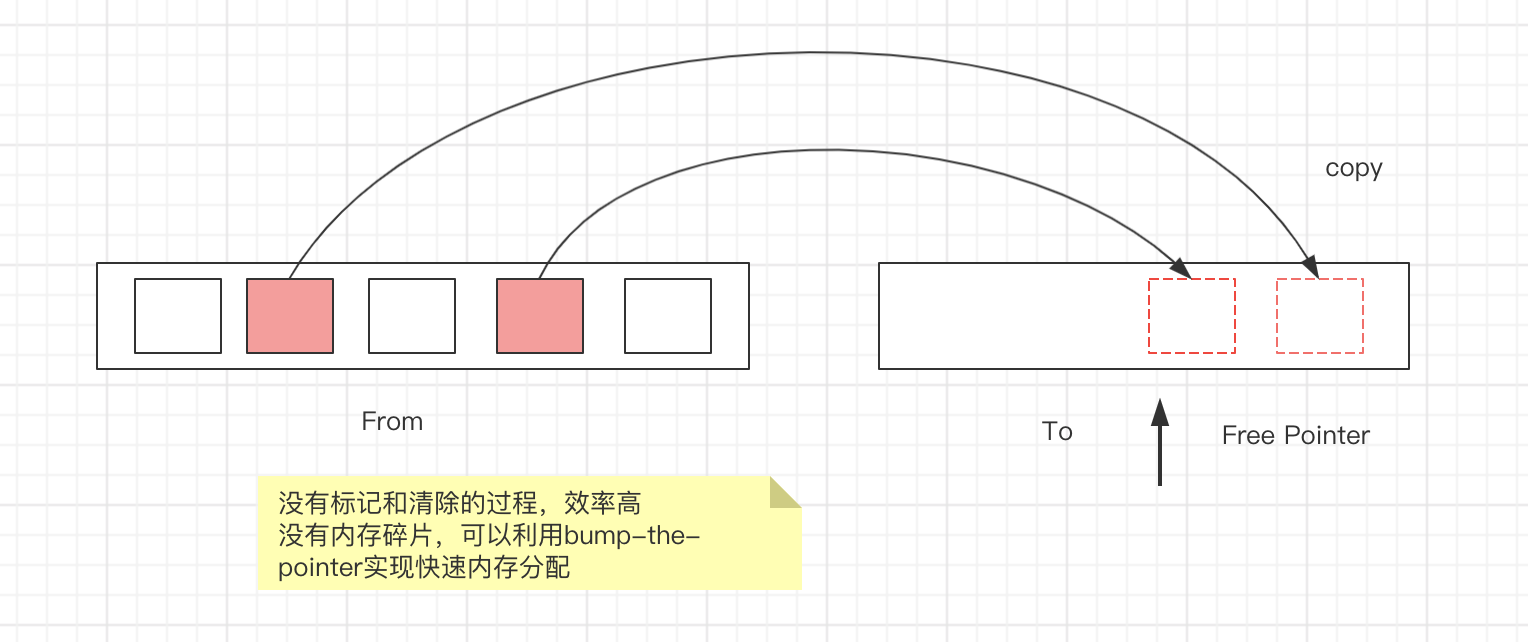 copy
From
To
Free Pointer
没有标记和清除的过程，效率高
没有内存碎片，可以利用bump-the-
pointer实现快速内存分配